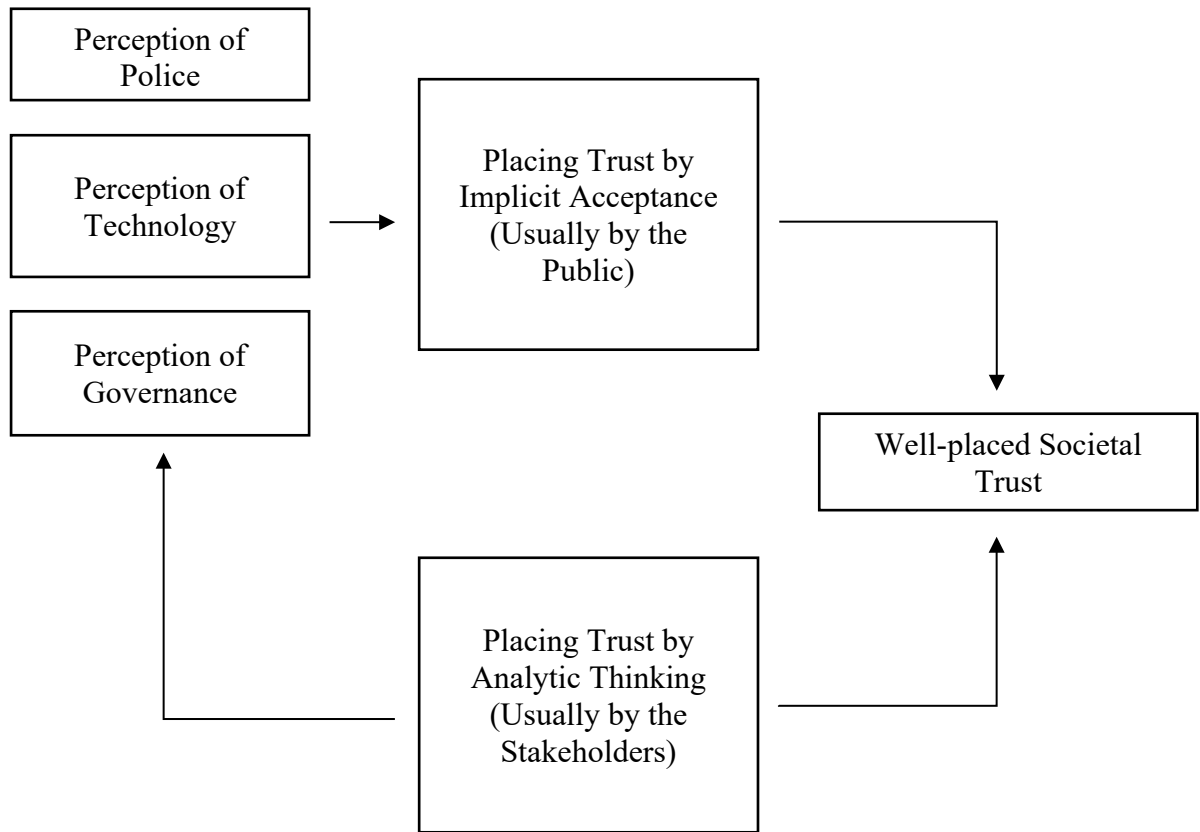 Perception of
Police
Perception of
Technology
Perception of
Governance
Placing Trust by
Implicit Acceptance
(Usually by the
Public)
Well-placed Societal
Trust
Placing Trust by
Analytic Thinking
(Usually by the
Stakeholders)